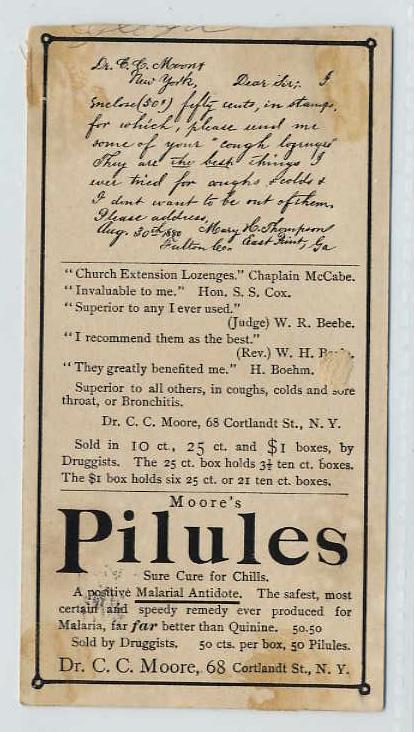 Dr. C. C. Moore
New York, Dear Sir; I
Enclose (50¢) fifty cents, in stamps,
for which, please send me
some of your "cough lozenges"
They are the best things I
ever tried for coughs & colds &
I dont want to be out of them.
Please address,
Aug. 30th 1880 Mary H. Thompson
Fulton Co. East Point, Ga
"Church Extension Lozenges." Chaplain McCabe.
"Invaluable to me." Hon. S. S. Cox.
"Superior to any I ever used."
(Judge) W. R. Beebe.
"I recommend them as the best."
(Rev.) W. H.
"They greatly benefited me." H. Boehm.
Superior to all others, in coughs, colds and sore
throat, or Bronchitis.
Dr. C. C. Moore, 68 Cortlandt St., N. Y.
Sold in 10 ct., 25 ct. and $1 boxes, by
Druggists. The 25 ct. box holds 3½ ten ct. boxes.
The $1 box holds six 25 ct. or 21 ten ct. boxes.
Moore's
Pilules
Sure Cure for Chills.
A positive Malarial Antidote. The safest, most
certain and speedy remedy ever produced for
Malaria, far far better than Quinine. 50.50
Sold by Druggists. 50 cts. per box, 50 Pilules.
Dr. C. C. Moore, 68 Cortlandt St., N. Y.